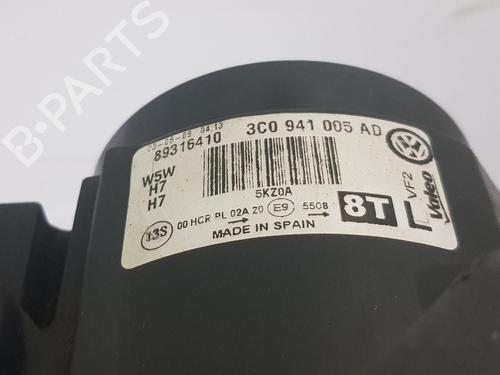 B-PARTS
03-05-09 04:13
89316410
3C0 941 005 AD
W5W
H7
H7
5KZ0A
13S
00 HCR PL 02A 20 E9 5508
MADE IN SPAIN
8T
L
VF2
Valeo